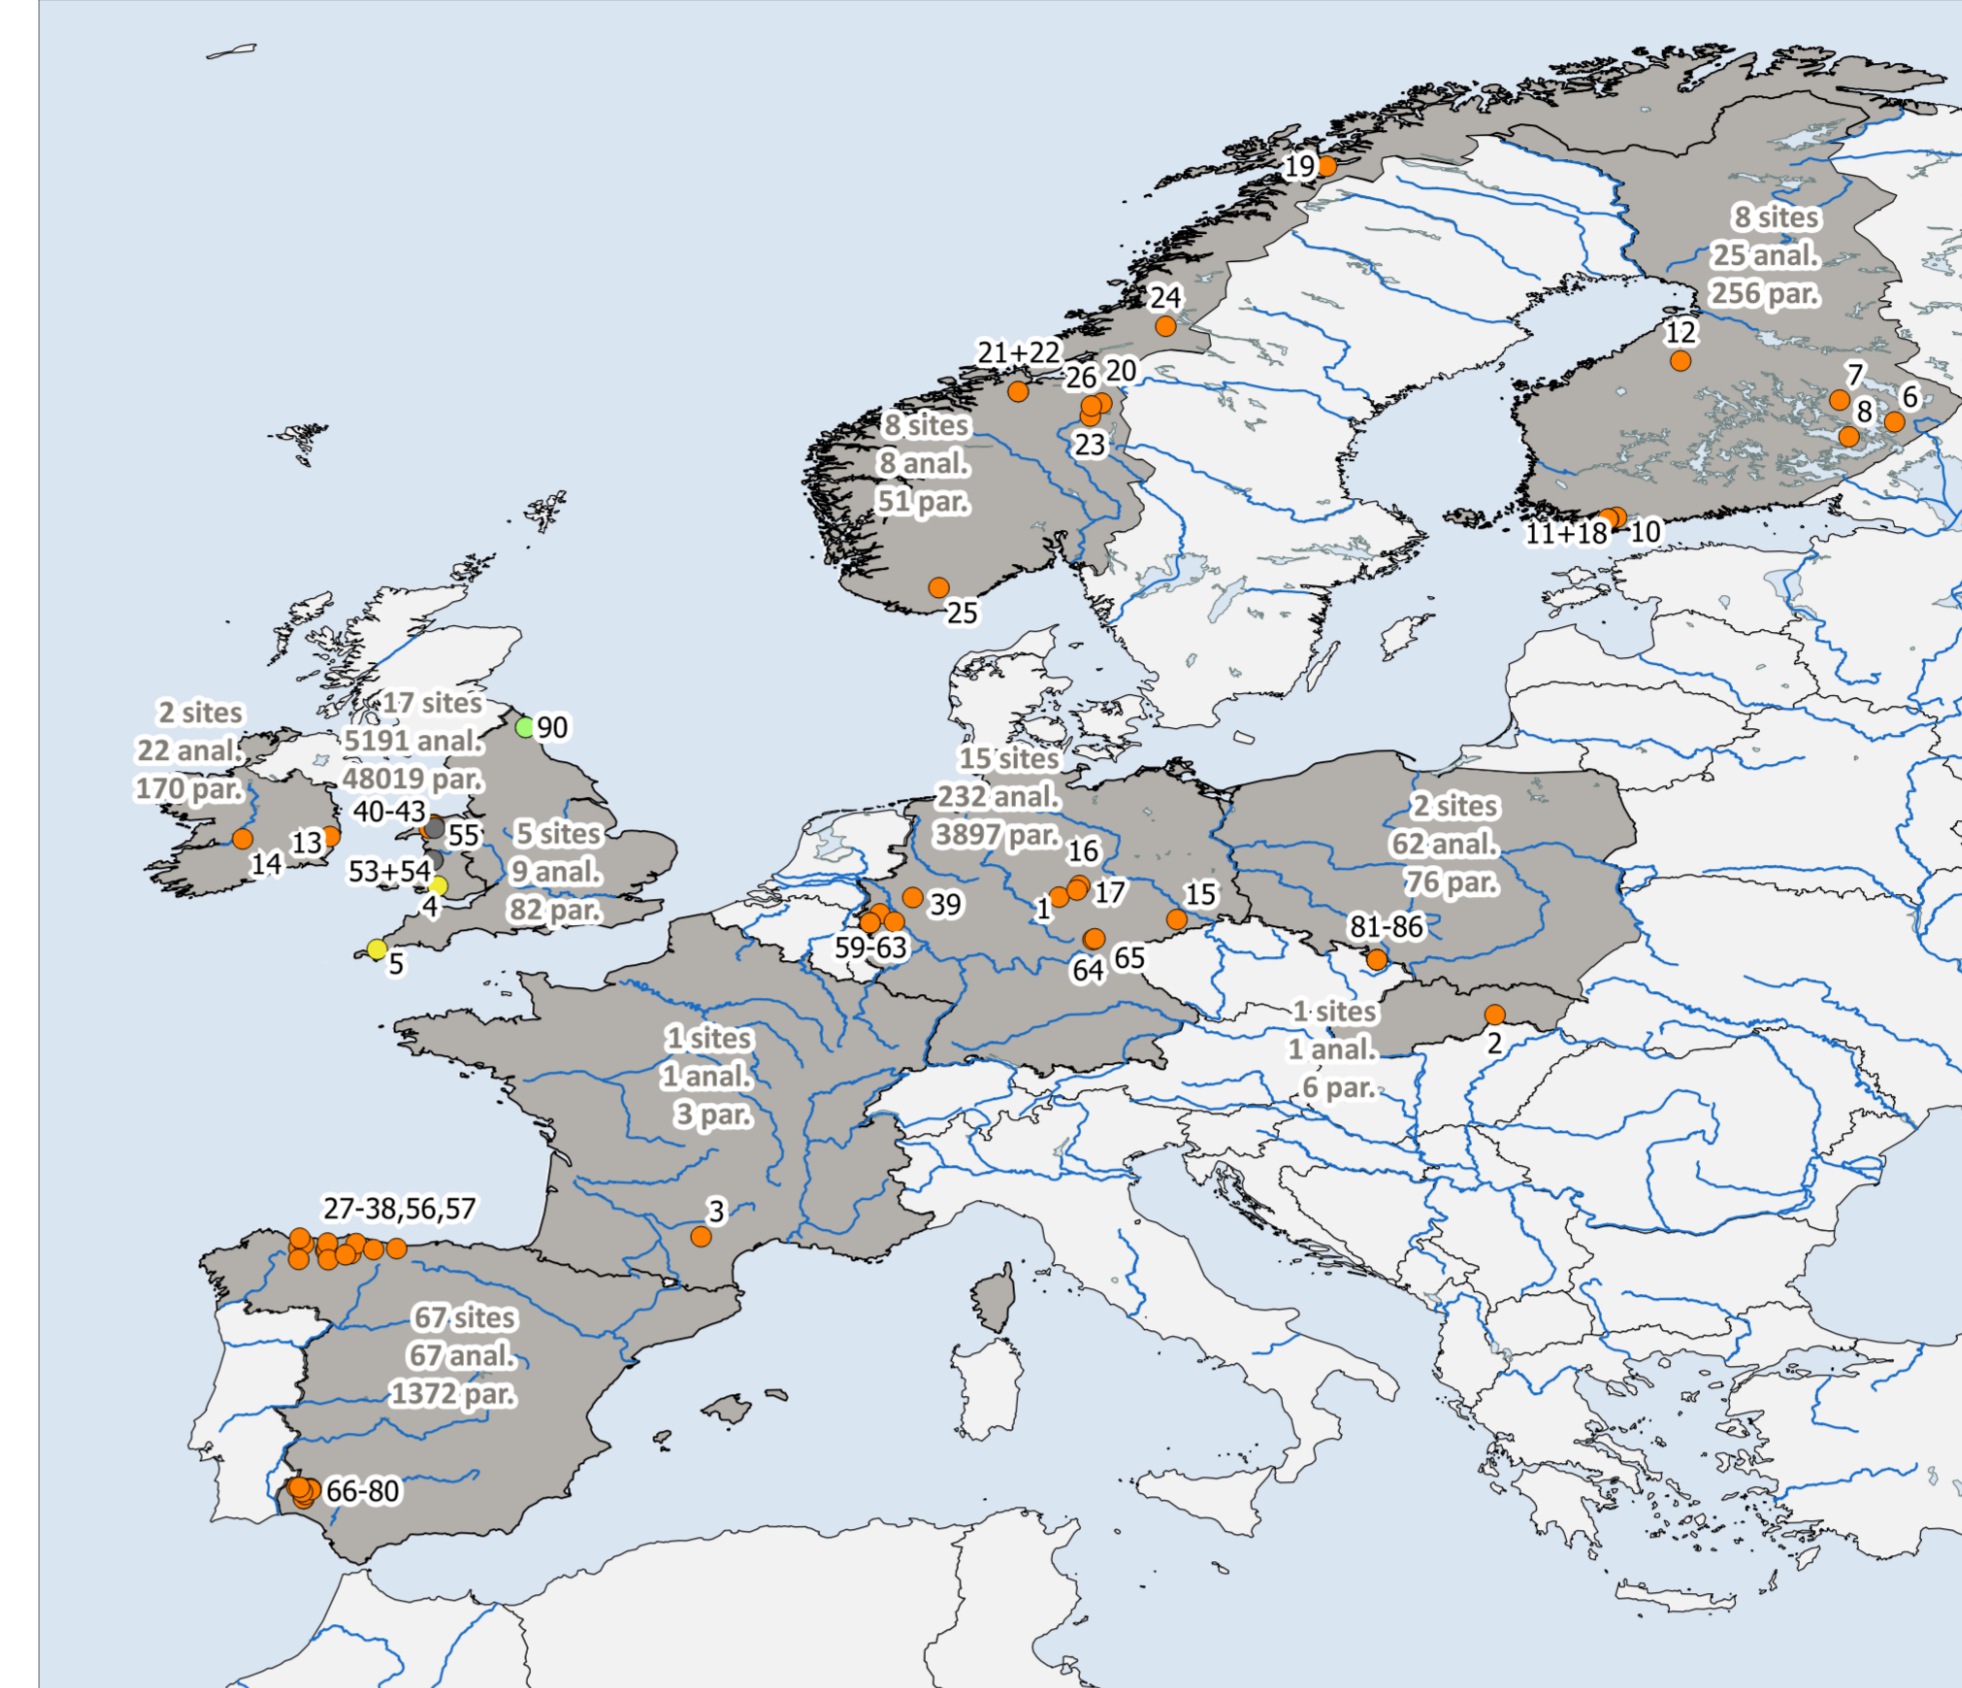 19
8 sites
25 anal.
256 par.
24
12
21+22
26
20
7
6
8
8 sites
8 anal.
51 par.
23
11+18
10
25
2 sites
22 anal.
170 par.
17 sites
5191 anal.
48019 par.
90
40-43
55
13
14
53+54
4
5
5 sites
9 anal.
82 par.
15 sites
232 anal.
3897 par.
16
17
1
15
39
59-63
64
65
2 sites
62 anal.
76 par.
81-86
1 sites
1 anal.
6 par.
2
1 sites
1 anal.
3 par.
3
27-38,56,57
67 sites
67 anal.
1372 par.
66-80